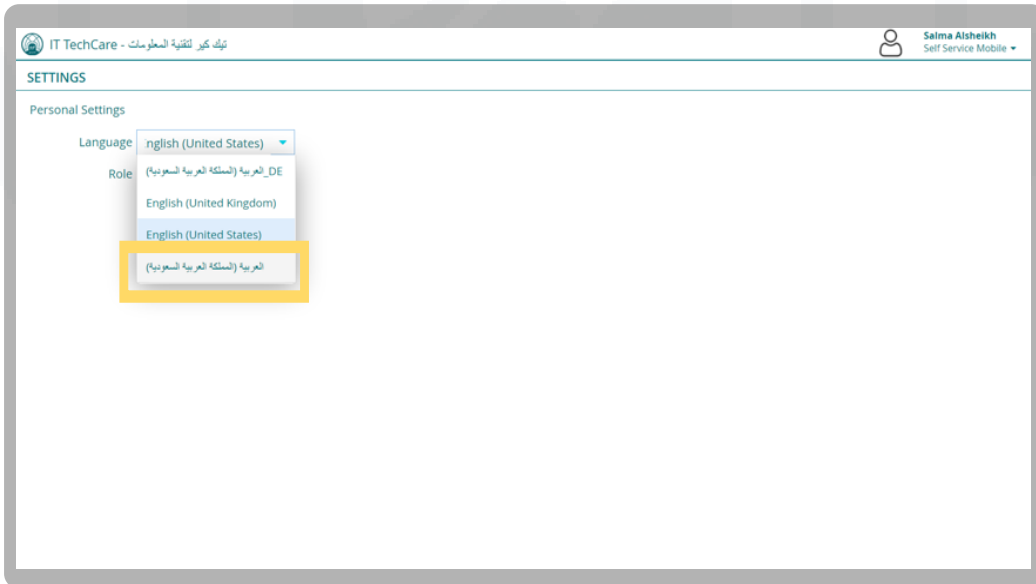 IT TechCare - تيك كير لتقنية المعلومات
Salma Alsheikh
Self Service Mobile
SETTINGS
Personal Settings
Language nglish (United States)
Role
العربية (المملكة العربية السعودية)_DE
English (United Kingdom)
English (United States)
العربية (المملكة العربية السعودية)